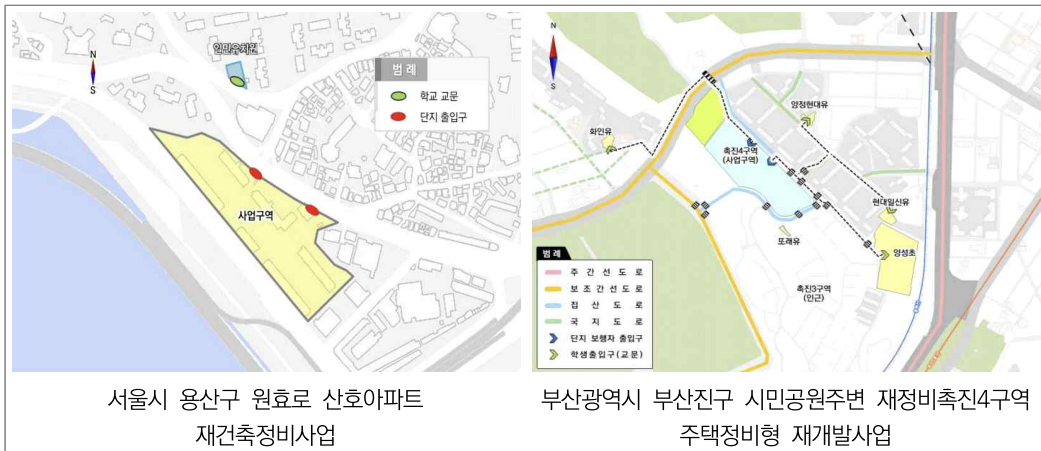 인민유치원
N
S
범 례
학교 교문
단지 출입구
사업구역
N
S
화인유
양정현대유
촉진4구역
(사업구역)
현대밀신유
또래유
양성초
촉진3구역
(인근)
범 례
주 간 선 도 로
보 조 간 선 도 로
집 산 도 로
국 지 도 로
단지 보행자 출입구
학생출입구(교문)
서울시 용산구 원효로 산호아파트
재건축정비사업
부산광역시 부산진구 시민공원주변 재정비촉진4구역
주택정비형 재개발사업